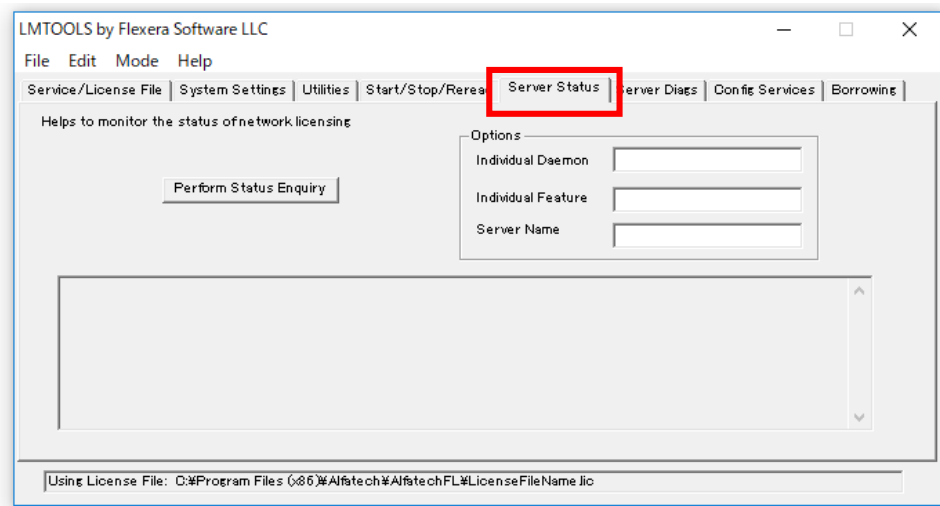 LMTOOLS by Flexera Software LLC
File Edit Mode Help
Service/License File System Settings Utilities Start/Stop/Rereac Server Status Server Diags Config Services Borrowing
Helps to monitor the status of network licensing
Options
Individual Daemon
Perform Status Enquiry
Individual Feature
Server Name
Using License File: C:¥Program Files (x86)¥Alfatech¥AlfatechFL¥LicenseFileName.lic